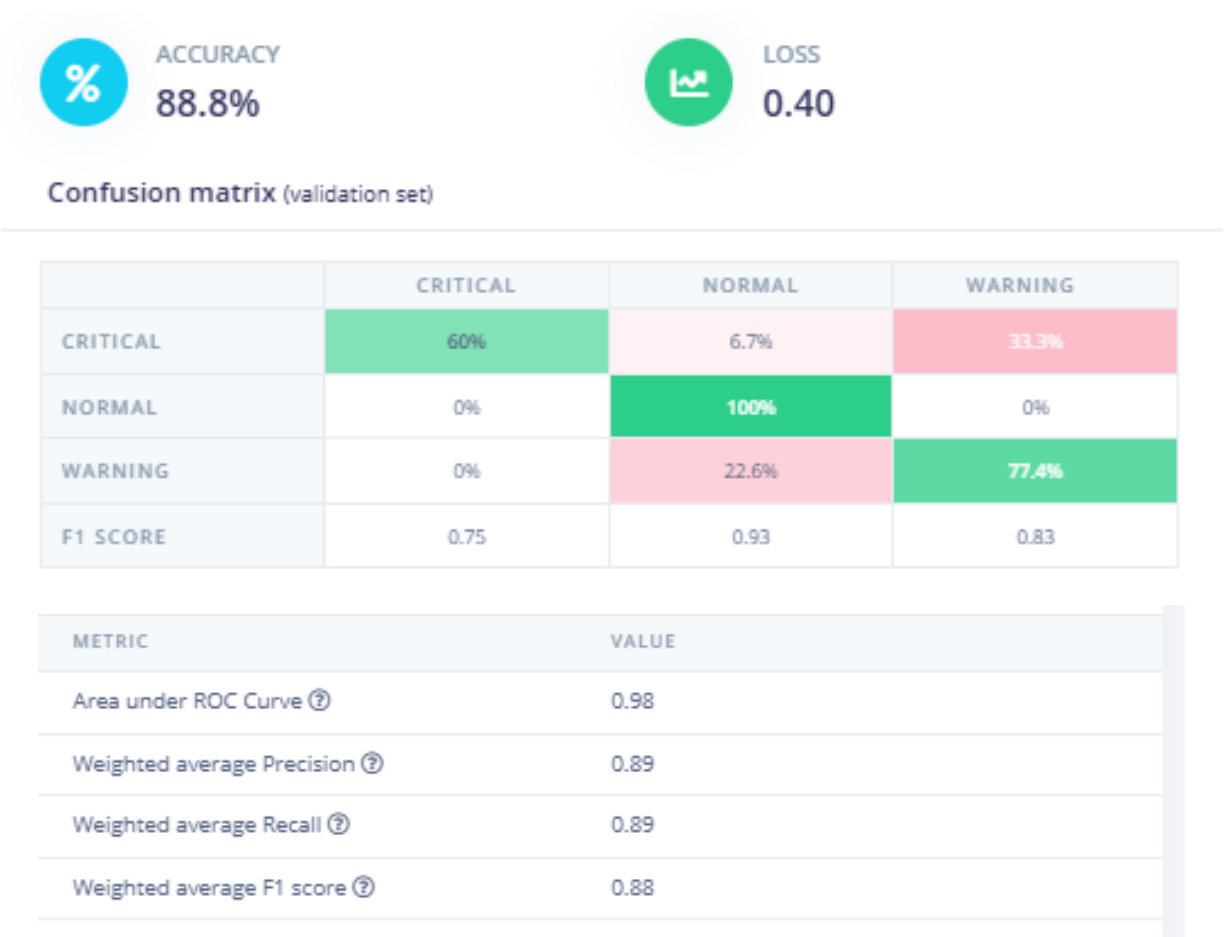 ACCURACY
88.8%
LOSS
0.40
Confusion matrix (validation set)
CRITICAL NORMAL WARNING
CRITICAL 60% 6.7% 33.3%
NORMAL 0% 100% 0%
WARNING 0% 22.6% 77.4%
F1 SCORE 0.75 0.93 0.83
METRIC VALUE
Area under ROC Curve ? 0.98
Weighted average Precision ? 0.89
Weighted average Recall ? 0.89
Weighted average F1 score ? 0.88